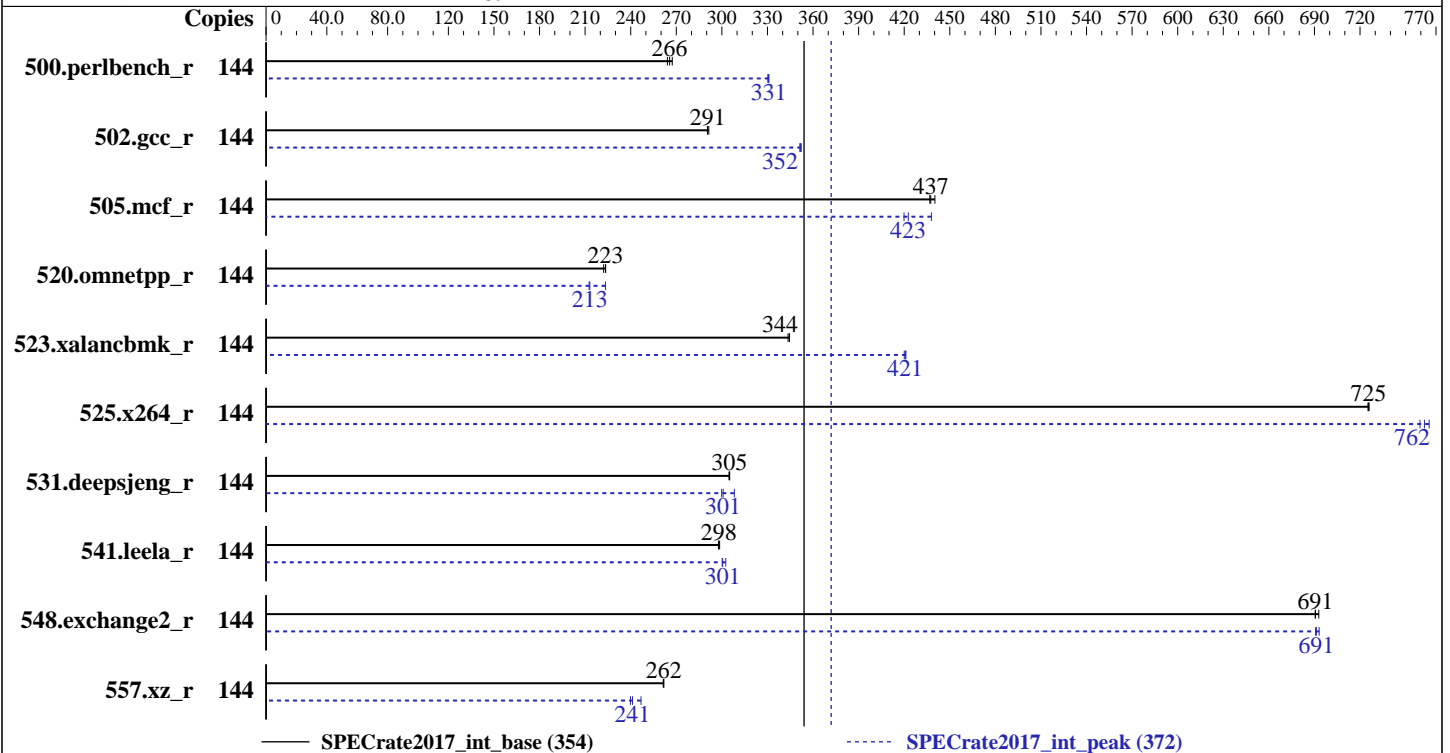 Copies 0 40.0 80.0 120 150 180 210 240 270 300 330 360 390 420 450 480 510 540 570 600 630 660 690 720 770
266
500.perlbench_r 144
331
291
502.gcc_r 144
352
437
505.mcf_r 144
423
223
520.omnetpp_r 144
213
344
523.xalancbmk_r 144
421
725
525.x264_r 144
762
305
531.deepsjeng_r 144
301
298
541.leela_r 144
301
691
548.exchange2_r 144
691
262
557.xz_r 144
241
SPECrate2017_int_base (354) SPECrate2017_int_peak (372)